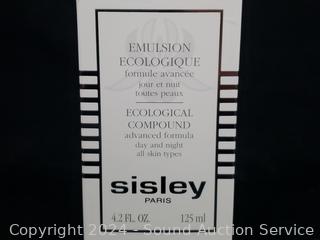 EMULSION
ECOLOGIQUE
formule avancée
jour et nuit
toutes peaux
ECOLOGICAL
COMPOUND
advanced formula
day and night
all skin types
sisley
PARIS
4.2 FL. OZ. 125 ml
Copyright 2024 - Sound Auction Service